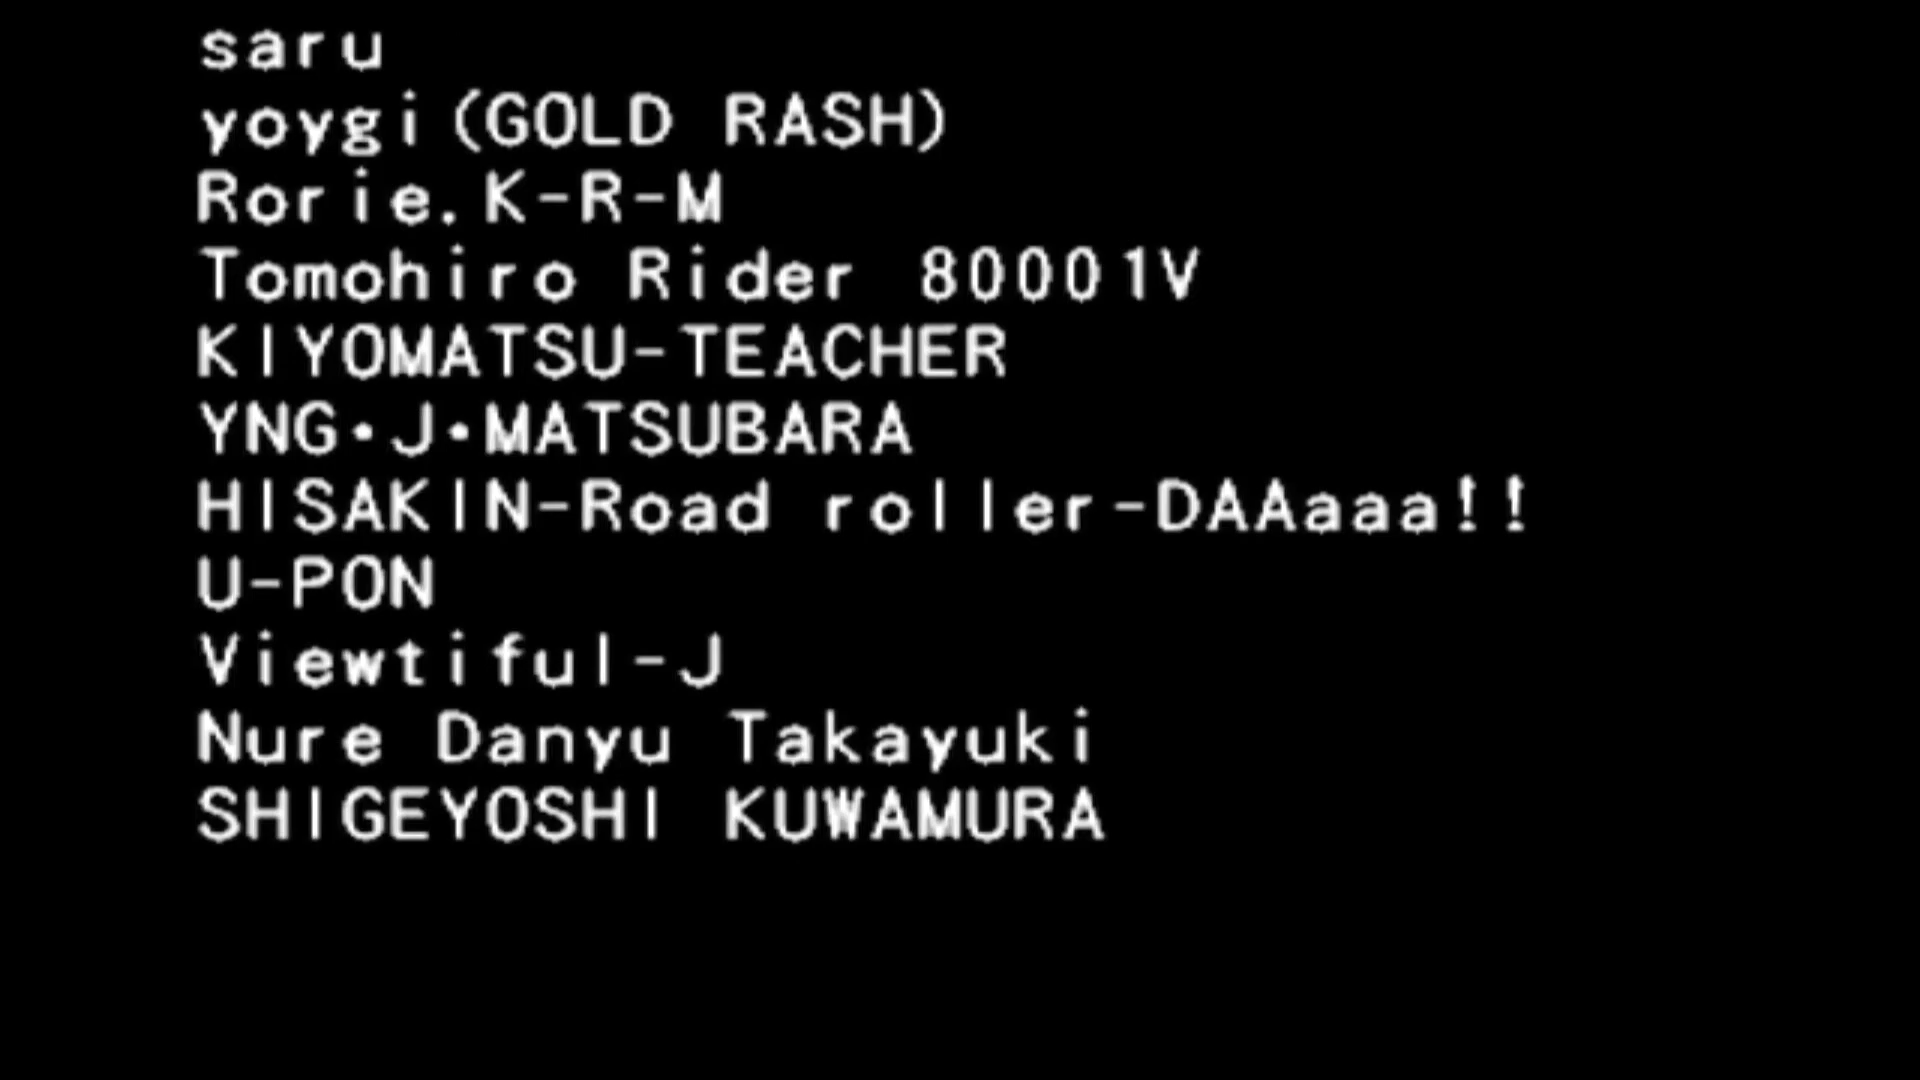 saru
yoygi(GOLD RASH)
Rorie.K-R-M
Tomohiro Rider 80001V
KIYOMATSU-TEACHER
YNG・J・MATSUBARA
HISAKIN-Road roller-DAAaaa!!
U-PON
Viewtiful-J
Nure Danyu Takayuki
SHIGEYOSHI KUWAMURA